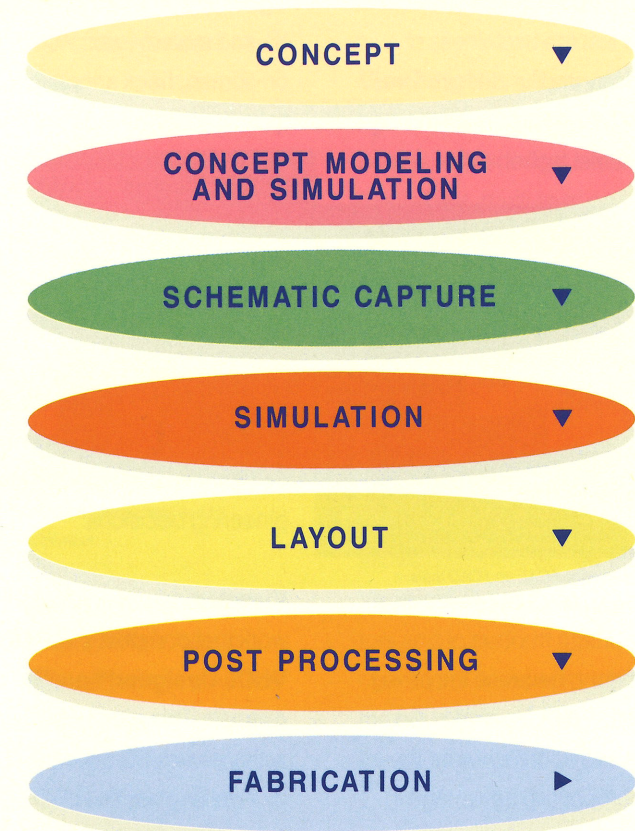 CONCEPT ▼
CONCEPT MODELING
AND SIMULATION ▼
SCHEMATIC CAPTURE ▼
SIMULATION ▼
LAYOUT ▼
POST PROCESSING ▼
FABRICATION ▶